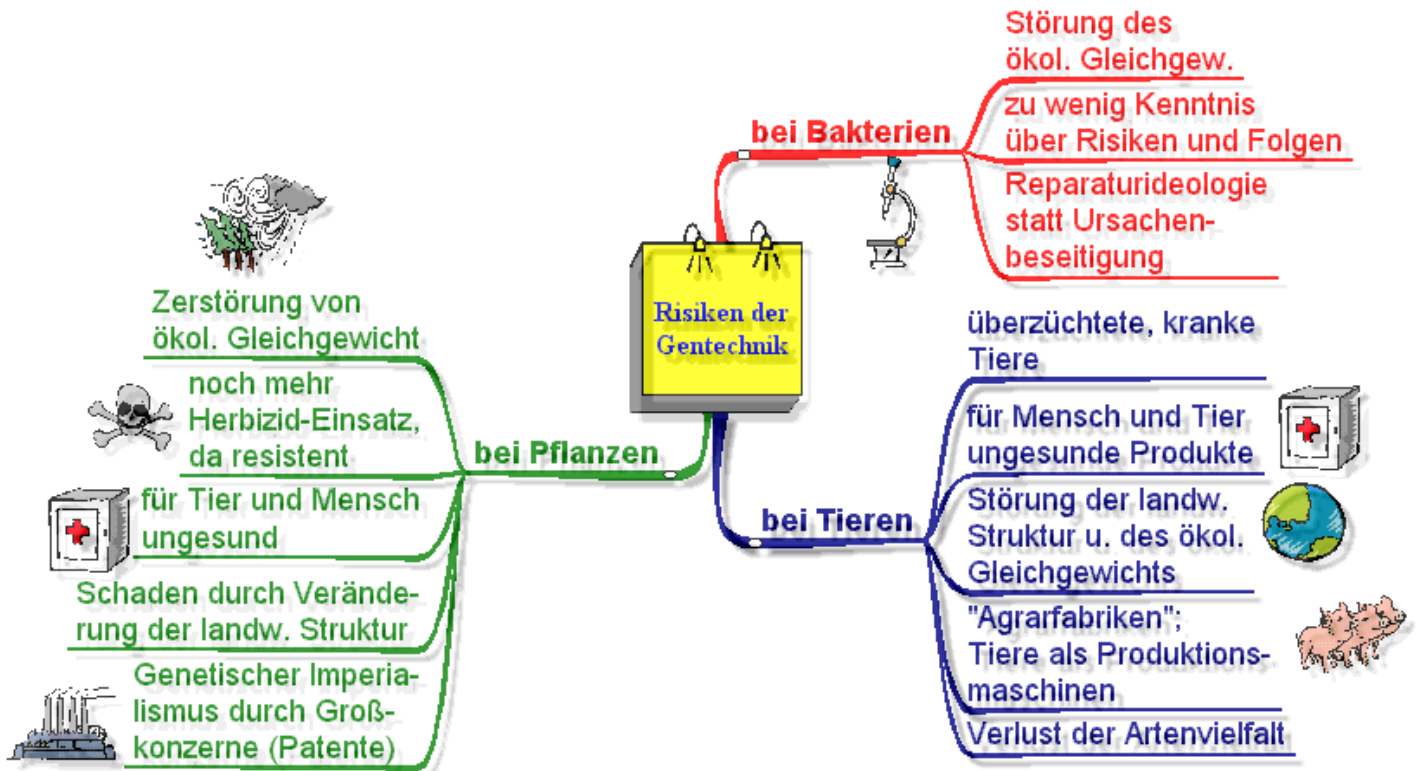 Risiken der
Gentechnik
bei Bakterien
Störung des
ökol. Gleichgew.
zu wenig Kenntnis
über Risiken und Folgen
Reparaturideologie
statt Ursachen-
beseitigung
bei Tieren
überzüchtete, kranke
Tiere
für Mensch und Tier
ungesunde Produkte
Störung der landw.
Struktur u. des ökol.
Gleichgewichts
"Agrarfabriken";
Tiere als Produktions-
maschinen
Verlust der Artenvielfalt
bei Pflanzen
Zerstörung von
ökol. Gleichgewicht
noch mehr
Herbizid-Einsatz,
da resistent
für Tier und Mensch
ungesund
Schaden durch Verände-
rung der landw. Struktur
Genetischer Imperia-
lismus durch Groß-
konzerne (Patente)